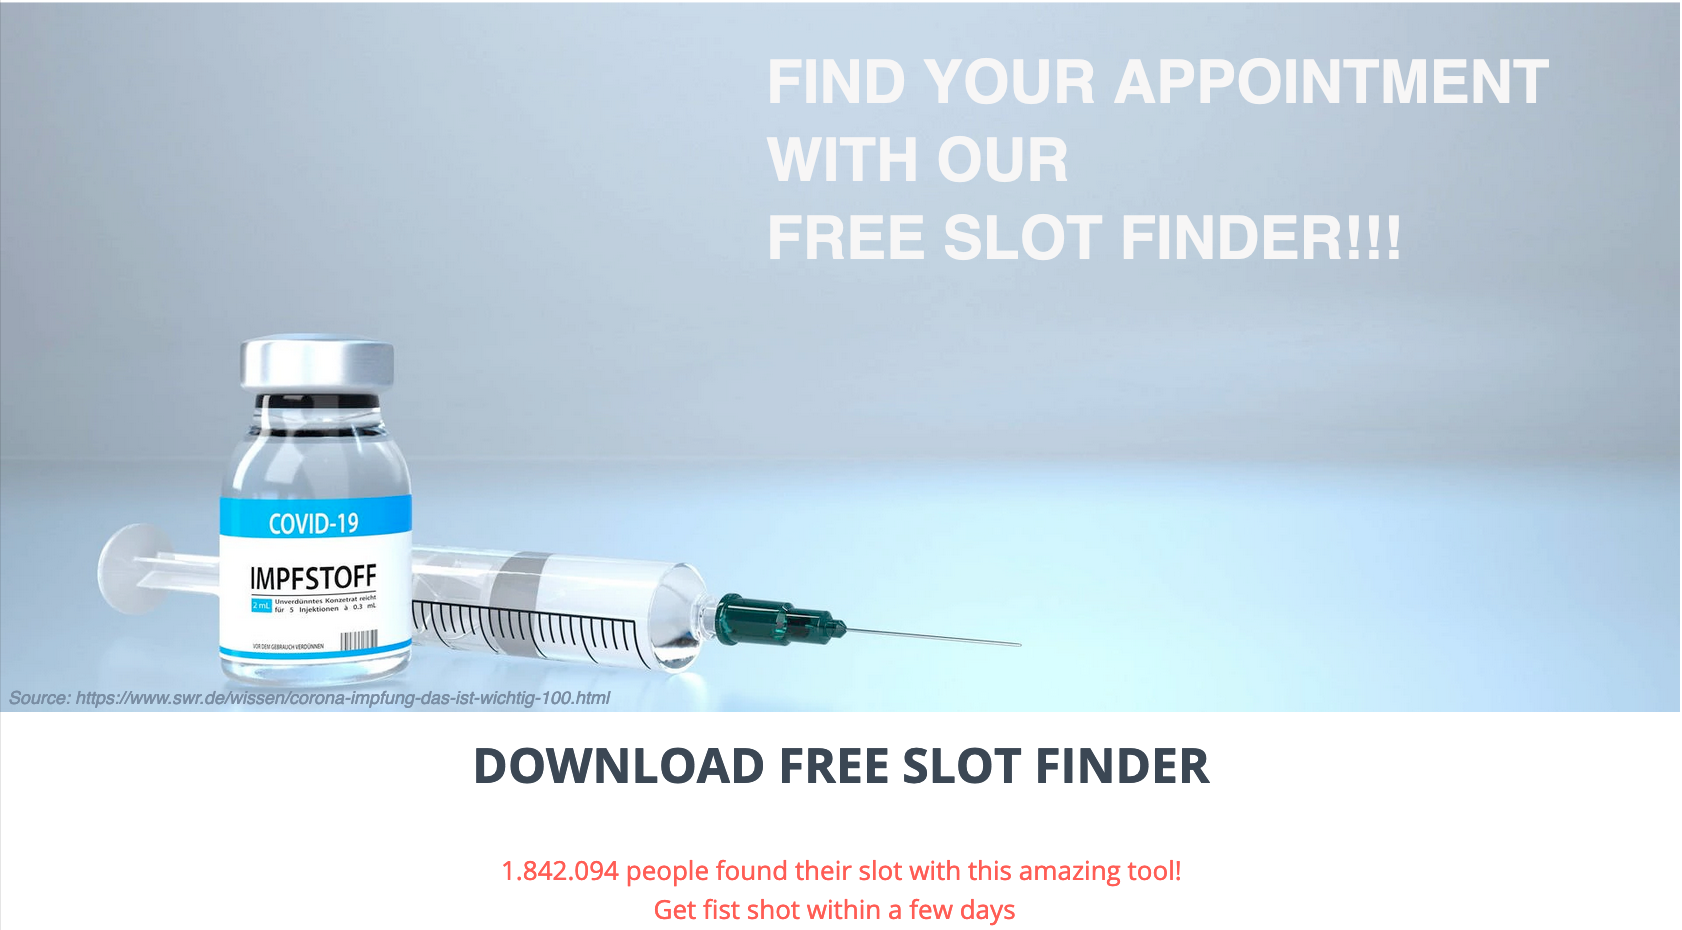 FIND YOUR APPOINTMENT
WITH OUR
FREE SLOT FINDER!!!
COVID-19
IMPFSTOFF
2 mL Unverdünntes Konzetrat reicht
für 5 Injektionen à 0.3 mL
VOR DEM GEBRAUCH VERDÜNNEN
Source: https://www.swr.de/wissen/corona-impfung-das-ist-wichtig-100.html
DOWNLOAD FREE SLOT FINDER
1.842.094 people found their slot with this amazing tool!
Get fist shot within a few days